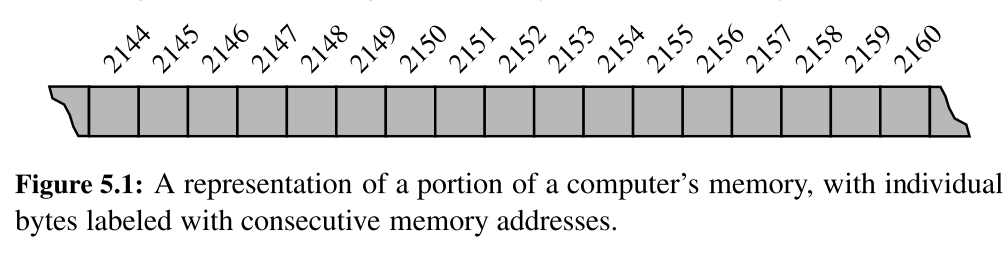 2144 2145 2146 2147 2148 2149 2150 2151 2152 2153 2154 2155 2156 2157 2158 2159 2160
Figure 5.1: A representation of a portion of a computer’s memory, with individual
bytes labeled with consecutive memory addresses.